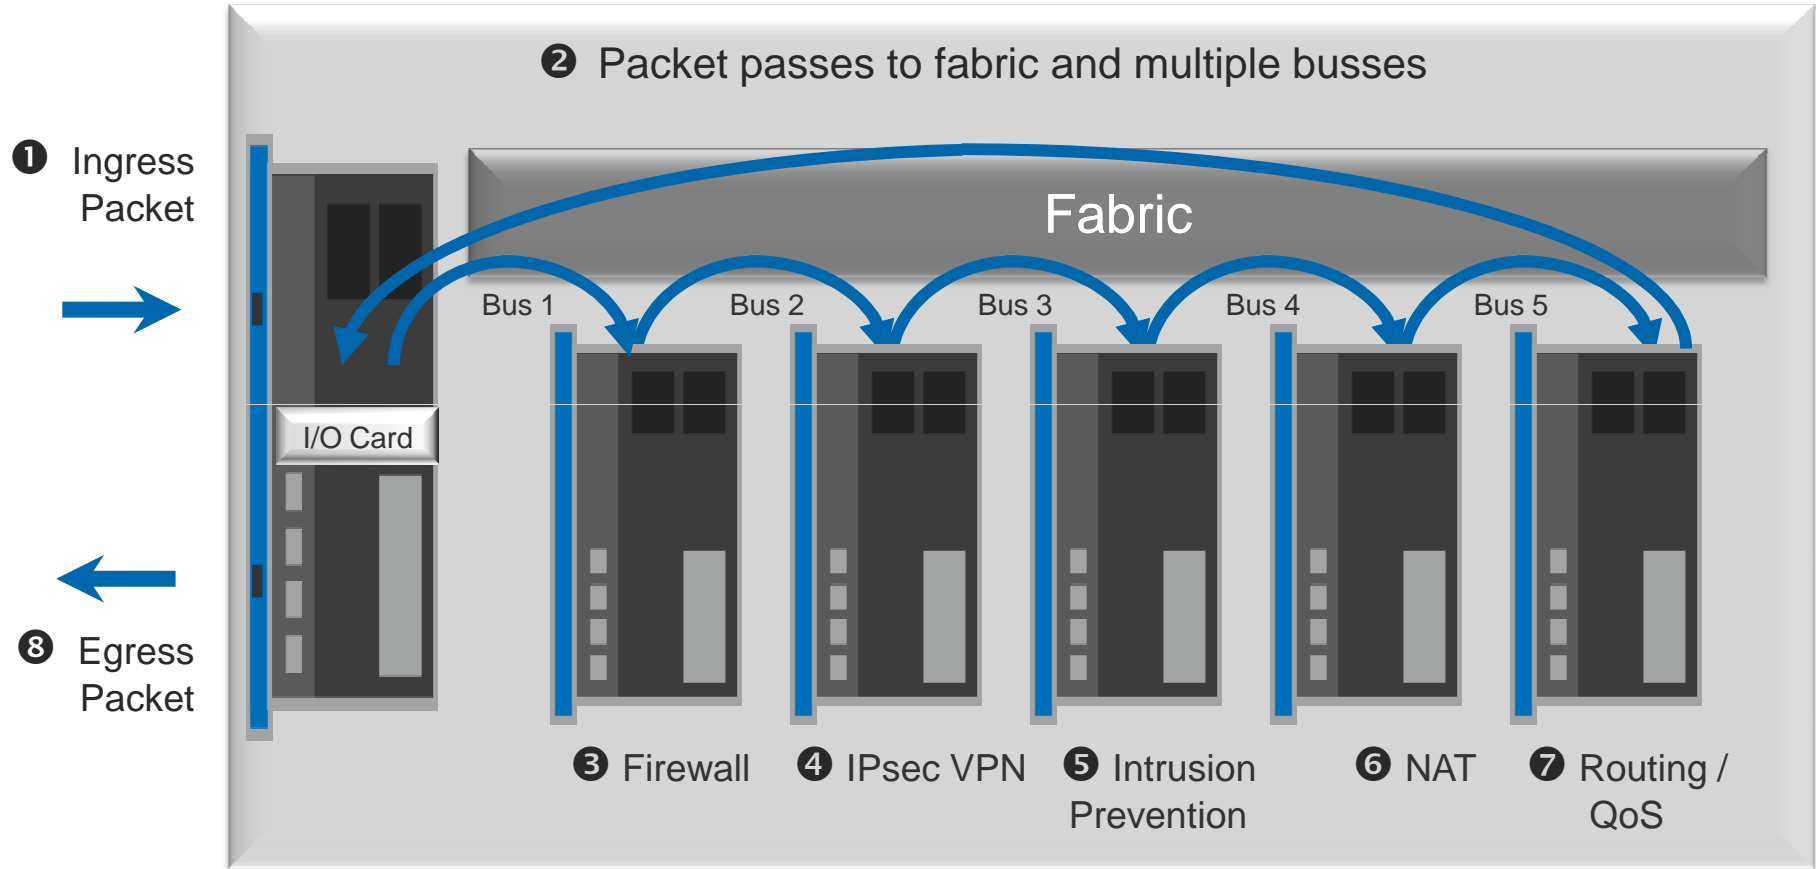 ❷ Packet passes to fabric and multiple busses
❶ Ingress
Packet
Fabric
Bus 1
Bus 2
Bus 3
Bus 4
Bus 5
I/O Card
❽ Egress
Packet
❸ Firewall
❹ IPsec VPN
❺ Intrusion
Prevention
❻ NAT
❼ Routing /
QoS